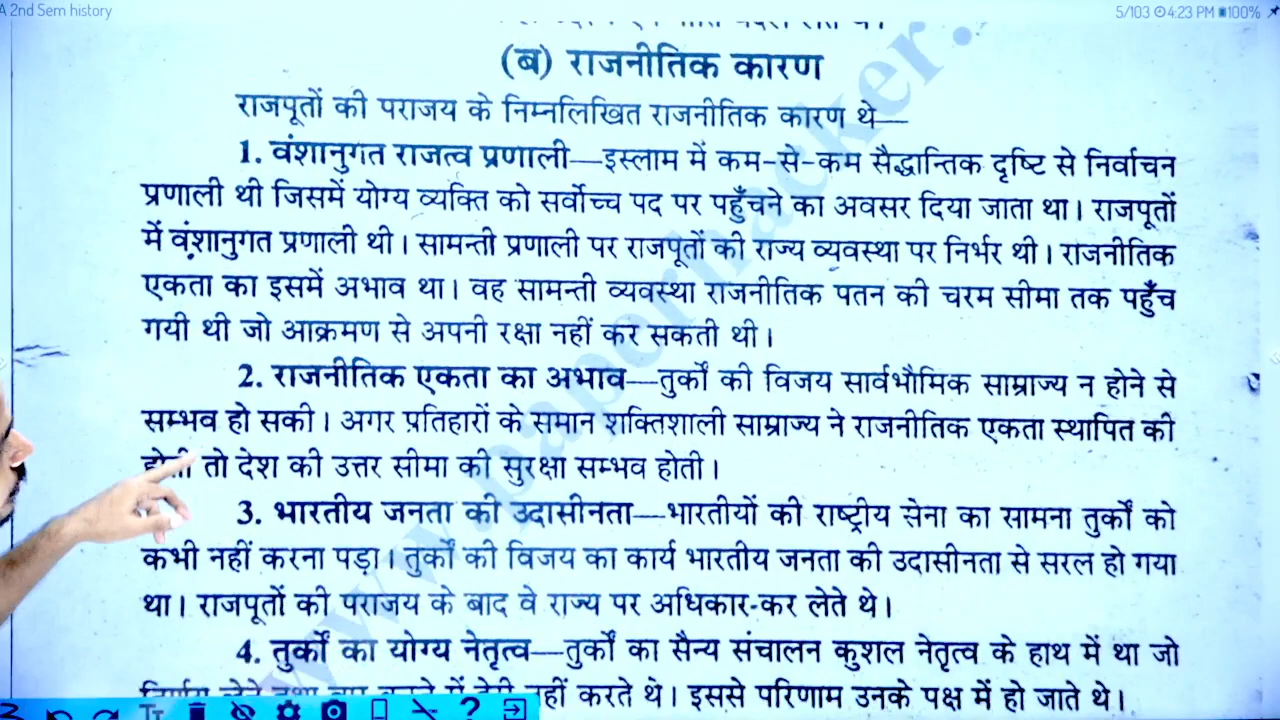 A 2nd Sem history
5/103 4:23 PM 100%
(ब) राजनीतिक कारण
राजपूतों की पराजय के निम्नलिखित राजनीतिक कारण थे—
1. वंशानुगत राजत्व प्रणाली—इस्लाम में कम-से-कम सैद्धान्तिक दृष्टि से निर्वाचन
प्रणाली थी जिसमें योग्य व्यक्ति को सर्वोच्च पद पर पहुँचने का अवसर दिया जाता था। राजपूतों
में वंशानुगत प्रणाली थी। सामन्ती प्रणाली पर राजपूतों की राज्य व्यवस्था पर निर्भर थी। राजनीतिक
एकता का इसमें अभाव था। वह सामन्ती व्यवस्था राजनीतिक पतन की चरम सीमा तक पहुँच
गयी थी जो आक्रमण से अपनी रक्षा नहीं कर सकती थी।
2. राजनीतिक एकता का अभाव—तुर्कों की विजय सार्वभौमिक साम्राज्य न होने से
सम्भव हो सकी। अगर प्रतिहारों के समान शक्तिशाली साम्राज्य ने राजनीतिक एकता स्थापित की
होती तो देश की उत्तर सीमा की सुरक्षा सम्भव होती।
3. भारतीय जनता की उदासीनता—भारतीयों की राष्ट्रीय सेना का सामना तुर्कों को
कभी नहीं करना पड़ा। तुर्कों की विजय का कार्य भारतीय जनता की उदासीनता से सरल हो गया
था। राजपूतों की पराजय के बाद वे राज्य पर अधिकार-कर लेते थे।
4. तुर्कों का योग्य नेतृत्व—तुर्कों का सैन्य संचालन कुशल नेतृत्व के हाथ में था जो
नहीं करते थे। इससे परिणाम उनके पक्ष में हो जाते थे।